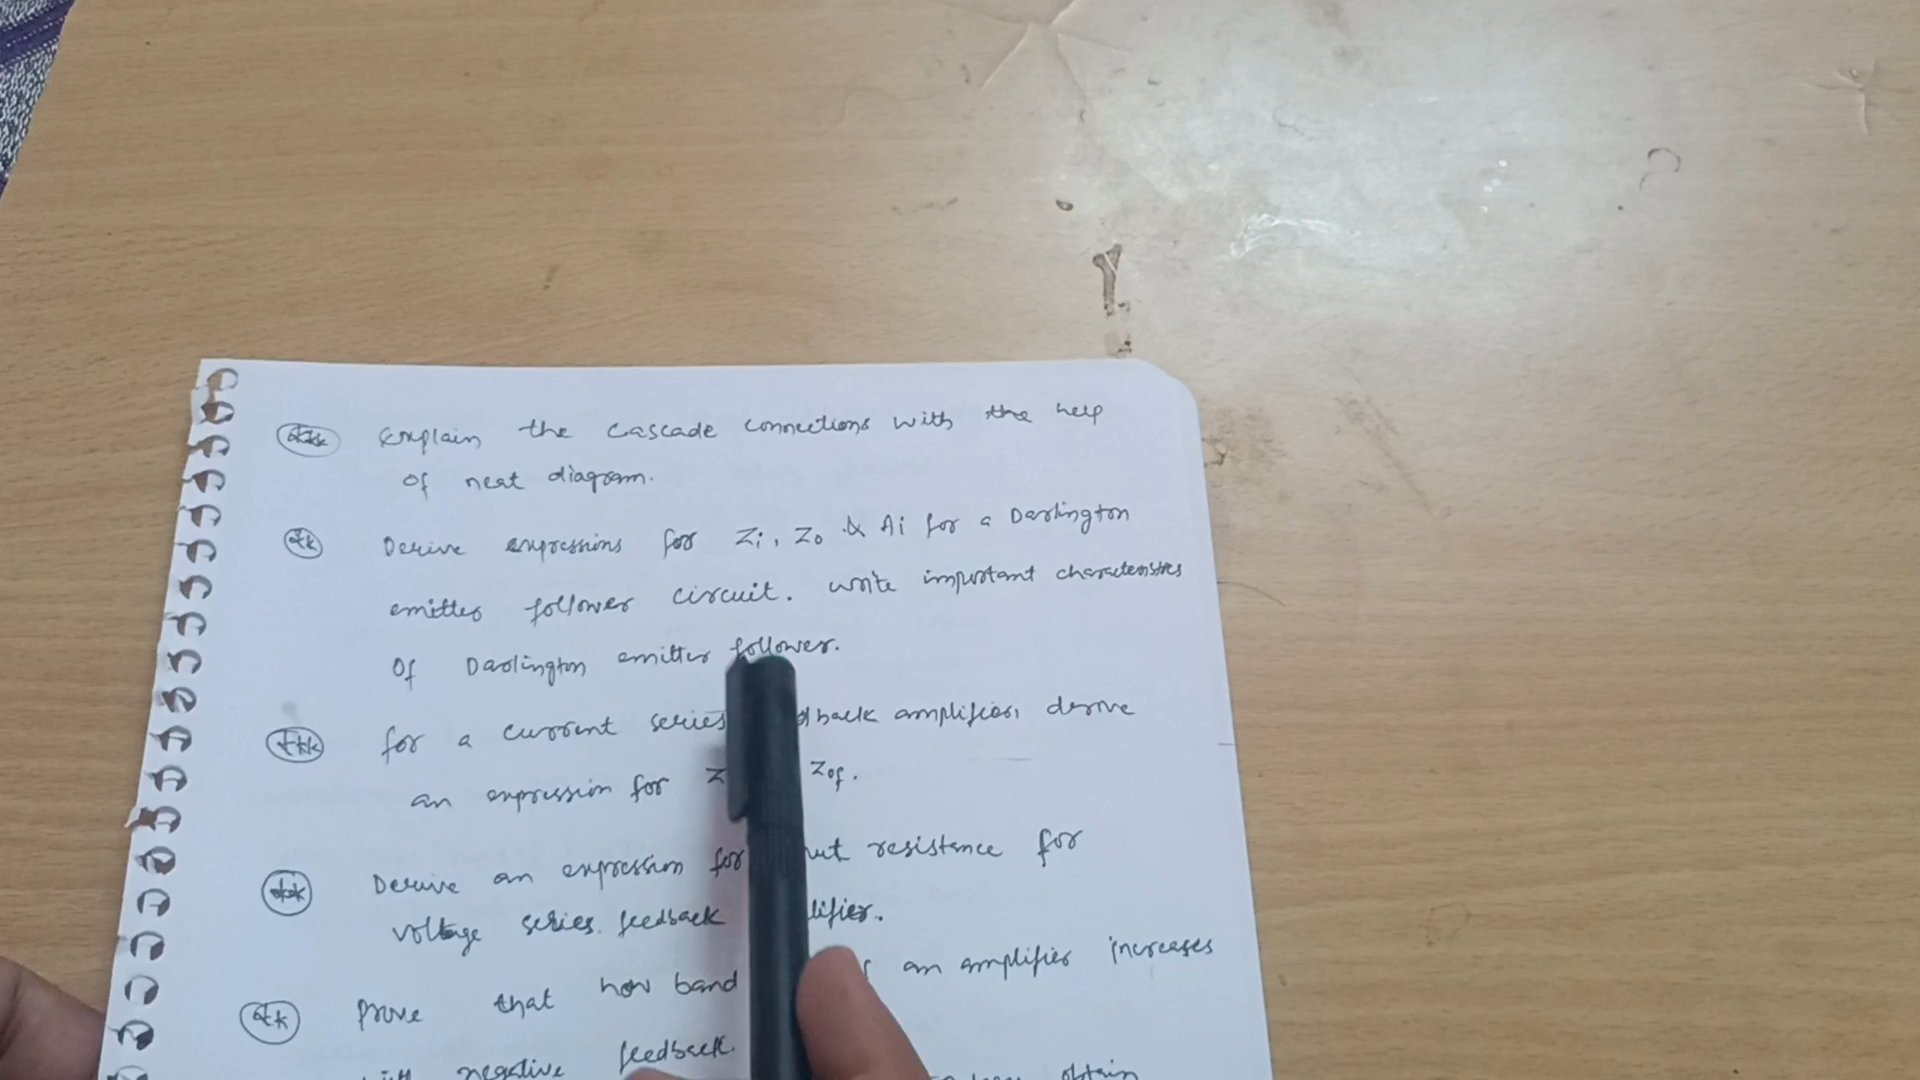 Explain the cascade connections with the help
of neat diagram.
Derive expressions for Zi, Zo & Ai for a Darlington
emitter follower circuit. write important characteristics
Of Darlington emitter follower.
for a current series back amplifier, derive
an expression for Z Zof.
Derive an expression for resistance for
voltage series feedback lifier.
Prove that how band an amplifier increases
with negative feedback. obtain